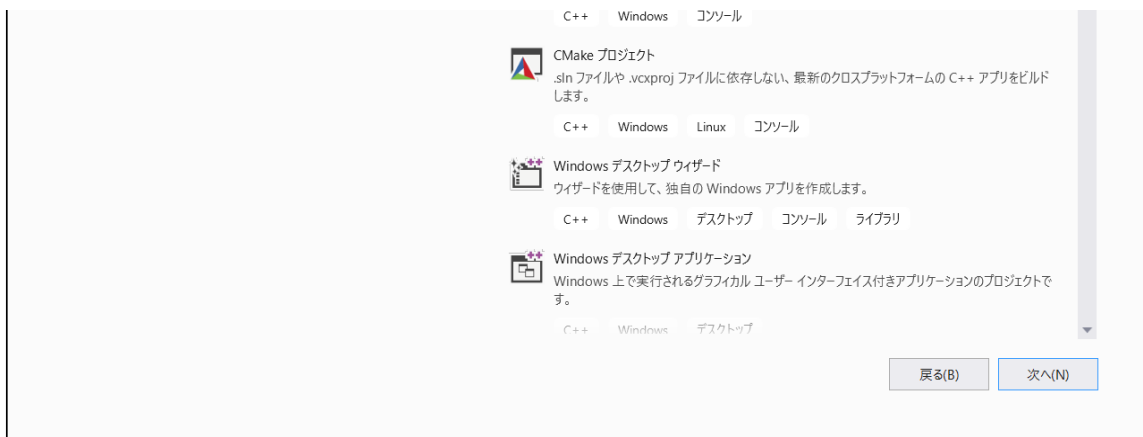 C++ Windows コンソール
CMake プロジェクト
.sln ファイルや .vcxproj ファイルに依存しない、最新のクロスプラットフォームの C++ アプリをビルド
します。
C++ Windows Linux コンソール
Windows デスクトップ ウィザード
ウィザードを使用して、独自の Windows アプリを作成します。
C++ Windows デスクトップ コンソール ライブラリ
Windows デスクトップ アプリケーション
Windows 上で実行されるグラフィカル ユーザー インターフェイス付きアプリケーションのプロジェクトで
す。
C++ Windows デスクトップ
戻る(B) 次へ(N)